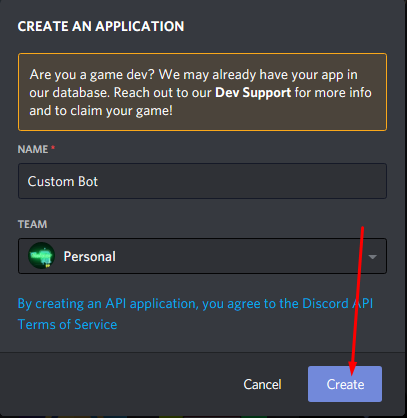 CREATE AN APPLICATION
Are you a game dev? We may already have your app in
our database. Reach out to our Dev Support for more info
and to claim your game!
NAME *
Custom Bot
TEAM
Personal
By creating an API application, you agree to the Discord API
Terms of Service
Cancel
Create